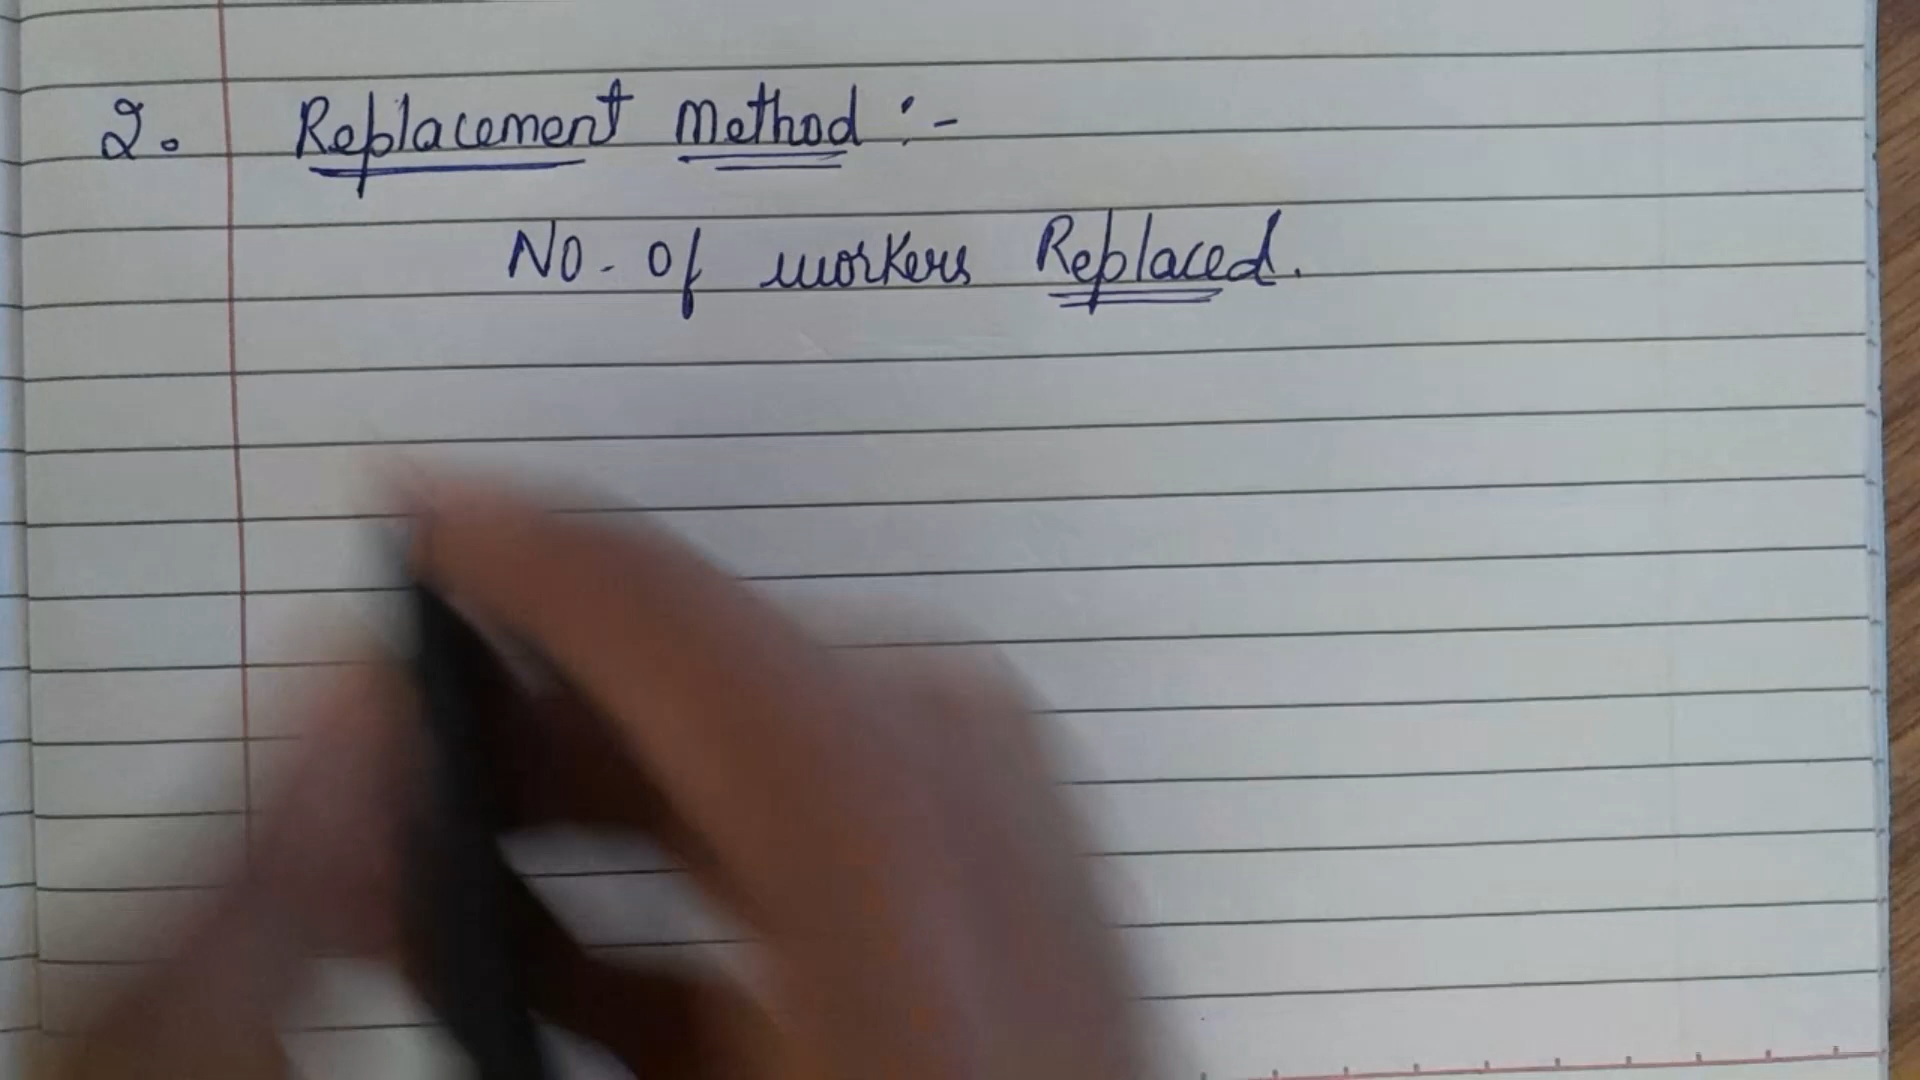 2. Replacement Method :-
No. of workers Replaced.